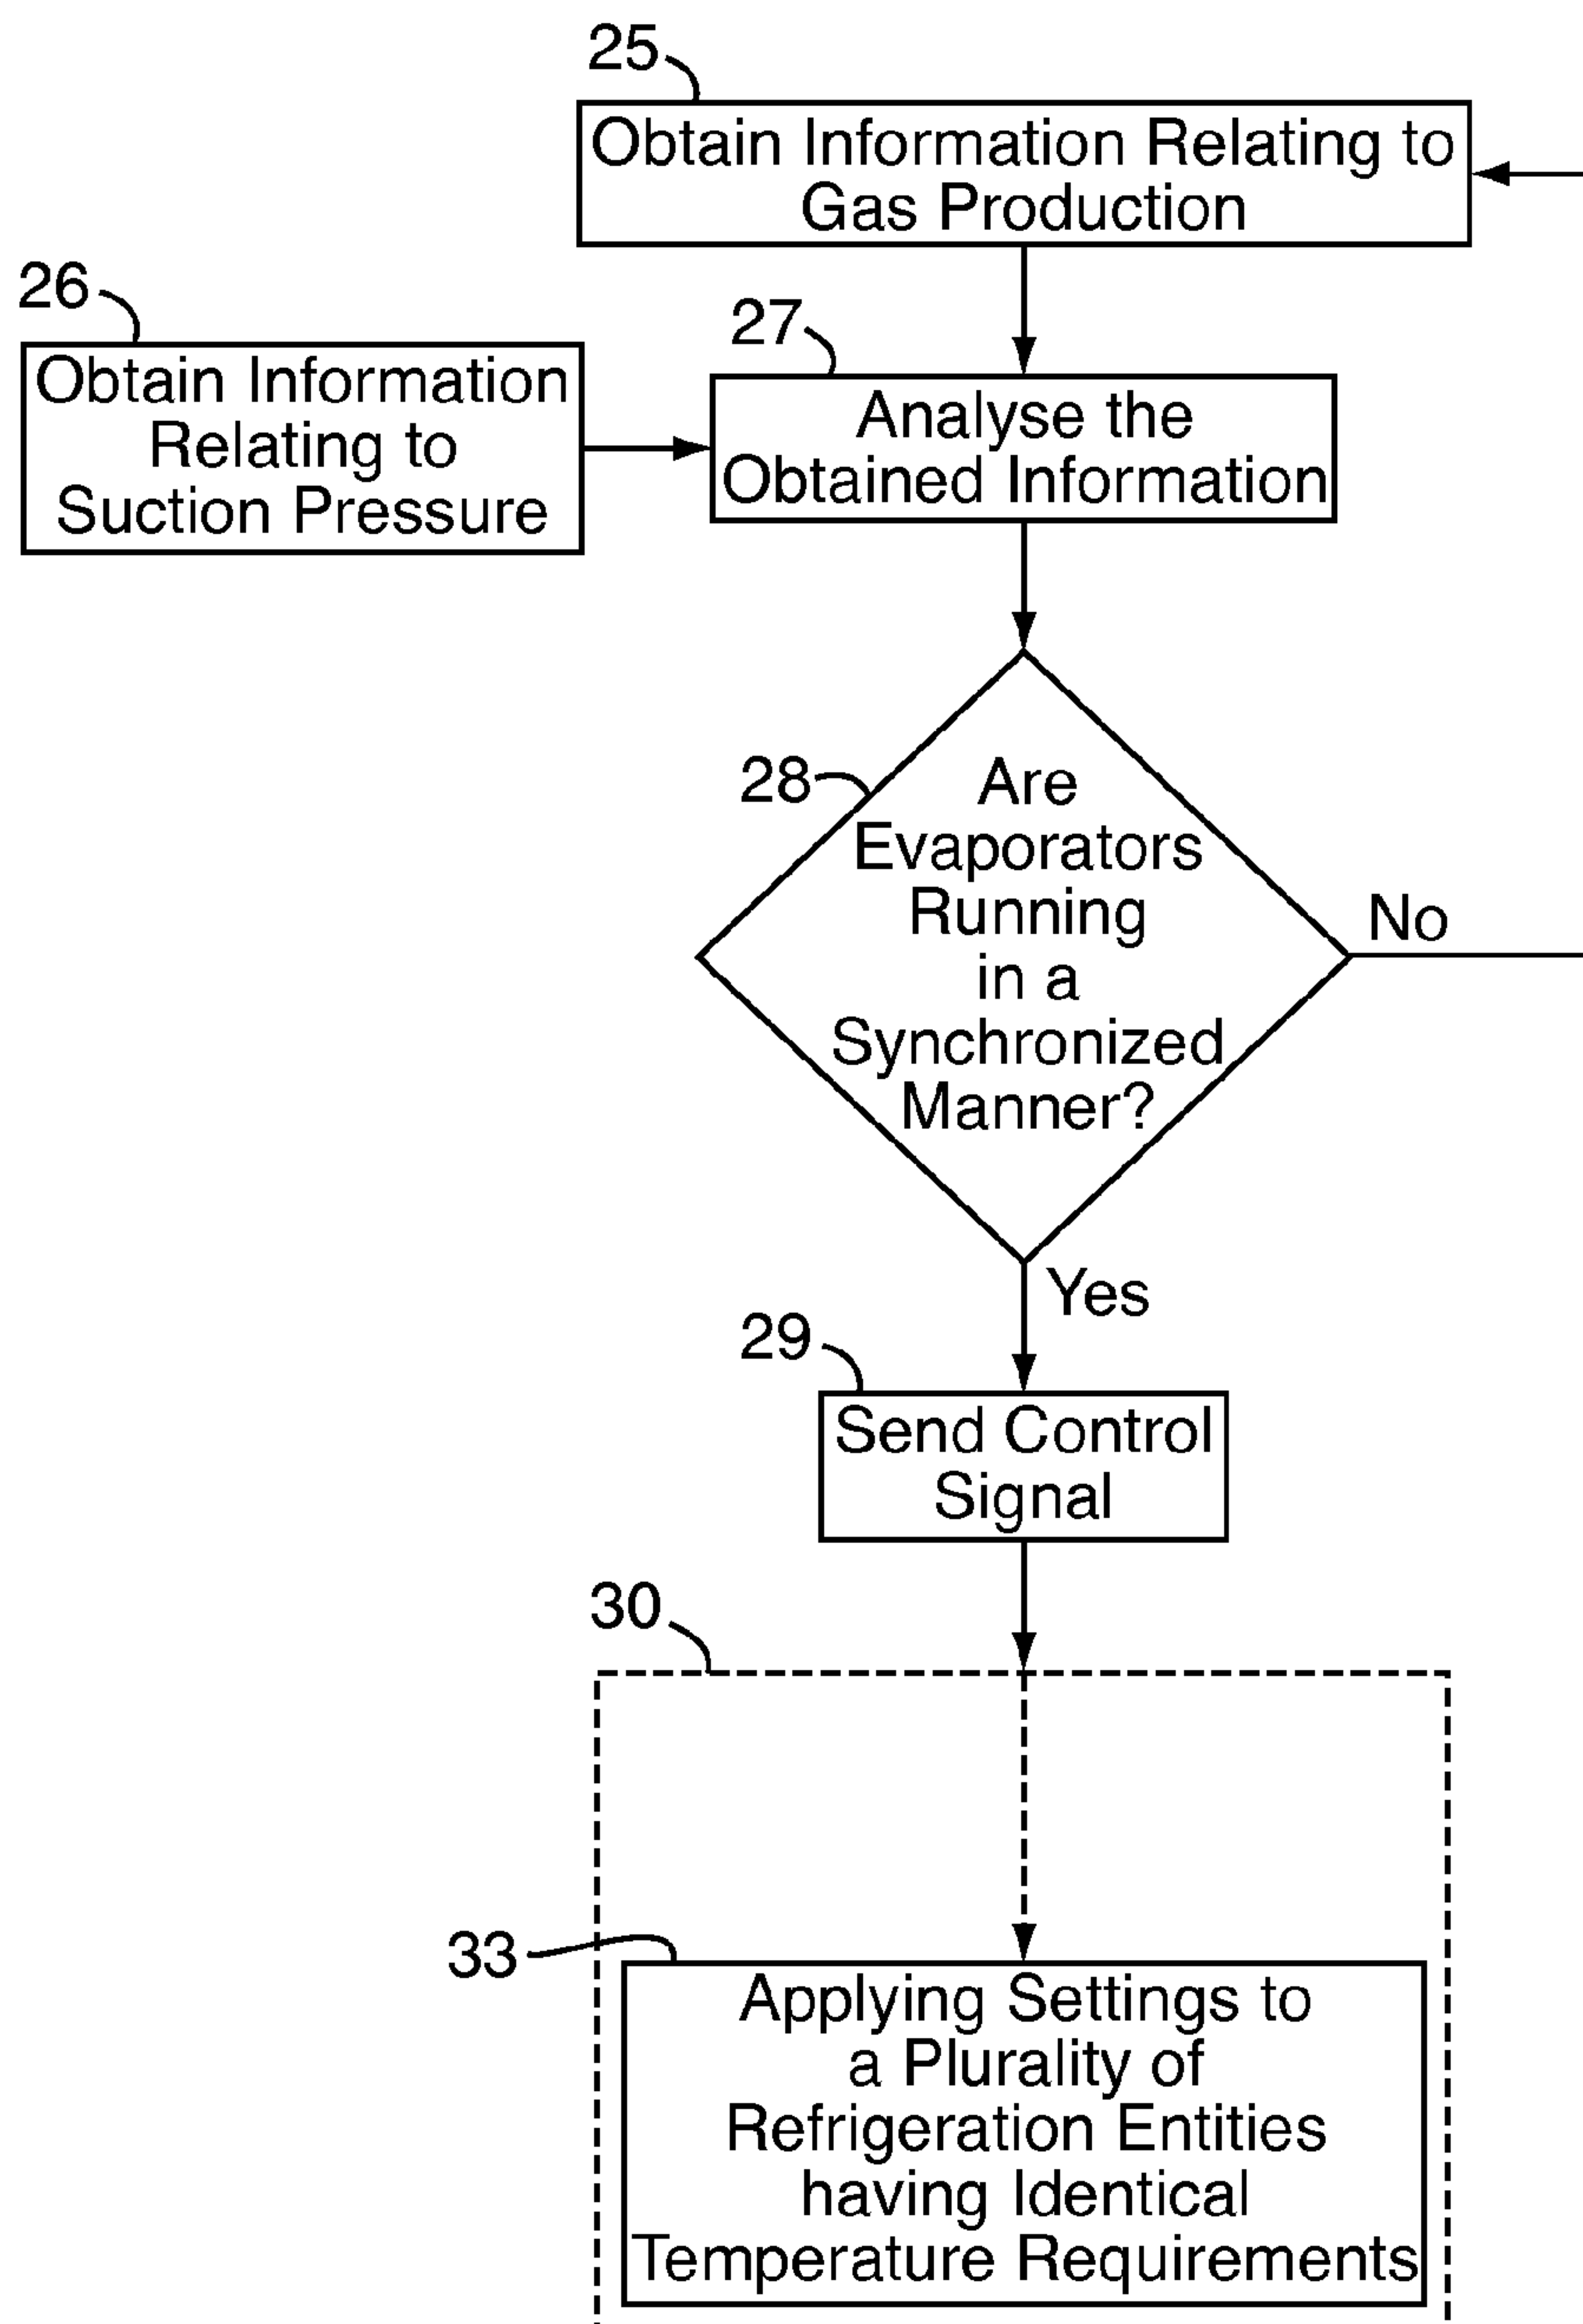 25
Obtain Information Relating to
Gas Production
26
Obtain Information
Relating to
Suction Pressure
27
Analyse the
Obtained Information
28
Are
Evaporators
Running
in a
Synchronized
Manner?
No
Yes
29
Send Control
Signal
30
33
Applying Settings to
a Plurality of
Refrigeration Entities
having Identical
Temperature Requirements